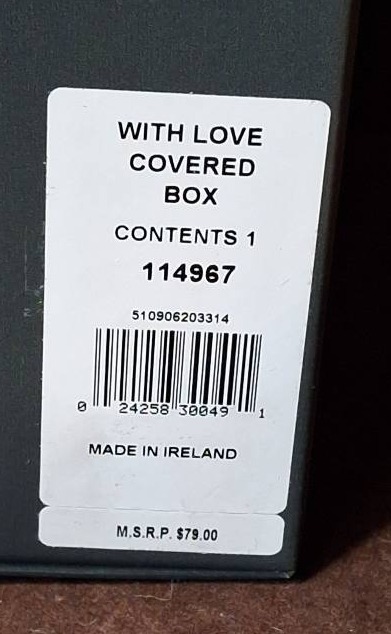 WITH LOVE
COVERED
BOX
CONTENTS 1
114967
510906203314
0 24258 30049 1
MADE IN IRELAND
M.S.R.P. $79.00